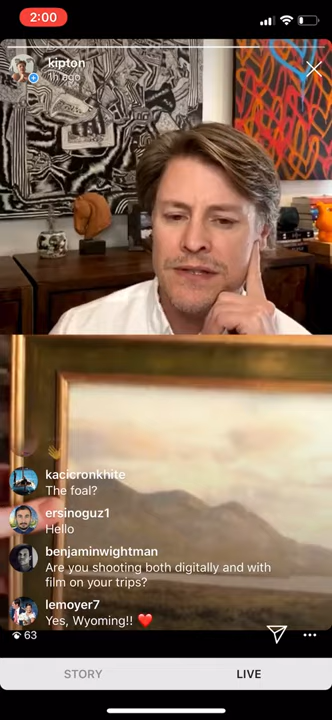 2:00
kipton
1h ago
kacicronkhite
The foal?
ersinoguz1
Hello
benjaminwightman
Are you shooting both digitally and with
film on your trips?
lemoyer7
Yes, Wyoming!! ❤️
63
STORY
LIVE